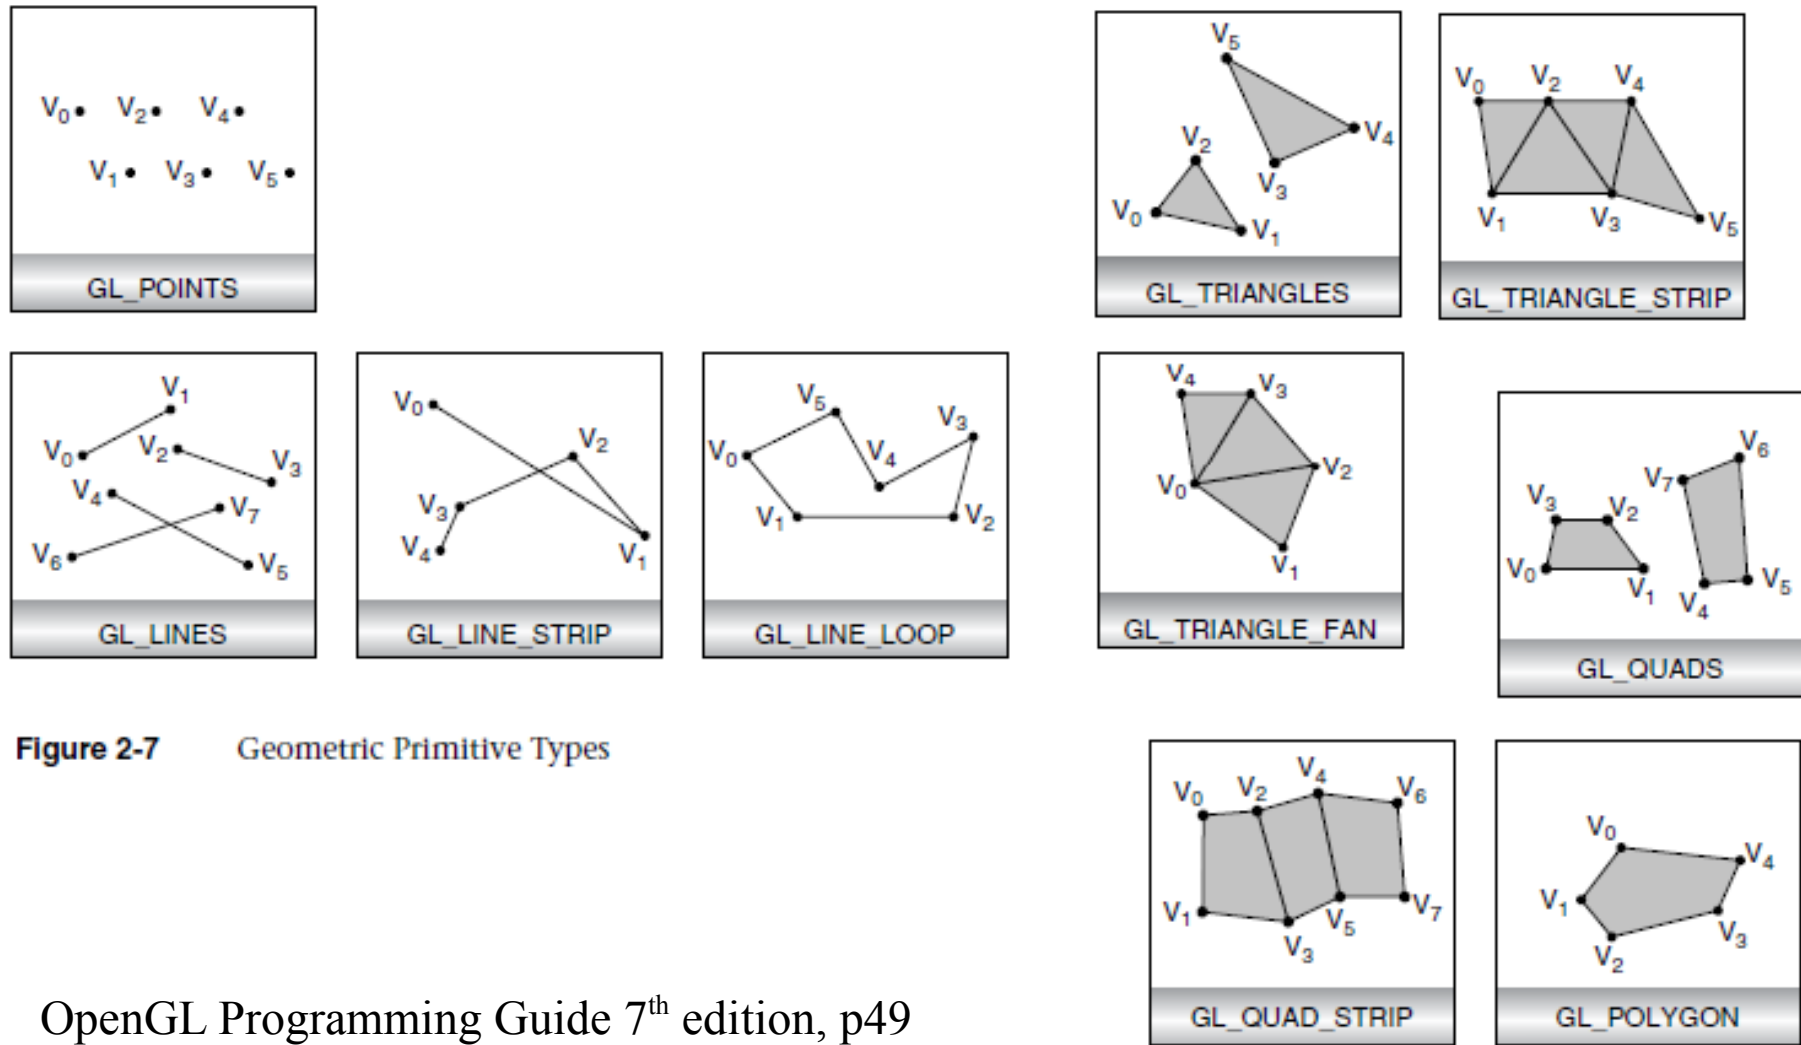 V0 V2 V4
V1 V3 V5
GL_POINTS
V5
V4
V2
V3
V0
V1
GL_TRIANGLES
V0 V2 V4
V1 V3 V5
GL_TRIANGLE_STRIP
V1
V0 V2 V3
V4 V7
V6 V5
GL_LINES
V0
V2
V3
V4 V1
GL_LINE_STRIP
V5 V3
V0 V4
V1 V2
GL_LINE_LOOP
V4 V3
V2
V0
V1
GL_TRIANGLE_FAN
V6
V7
V3 V2
V0 V1 V4 V5
GL_QUADS
Figure 2-7 Geometric Primitive Types
V0 V2 V4 V6
V1 V3 V5 V7
GL_QUAD_STRIP
V0
V4
V1
V3
V2
GL_POLYGON
OpenGL Programming Guide 7th edition, p49